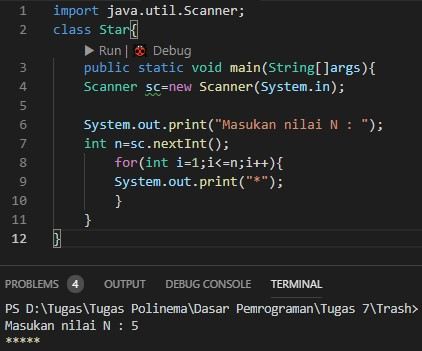 1 import java.util.Scanner;
2 class Star{
Run | Debug
3 public static void main(String[]args){
4 Scanner sc=new Scanner(System.in);
5
6 System.out.print("Masukan nilai N : ");
7 int n=sc.nextInt();
8 for(int i=1;i<=n;i++){
9 System.out.print("*");
10 }
11 }
12 }
PROBLEMS 4 OUTPUT DEBUG CONSOLE TERMINAL
PS D:\Tugas\Tugas Polinema\Dasar Pemrograman\Tugas 7\Trash>
Masukan nilai N : 5
*****